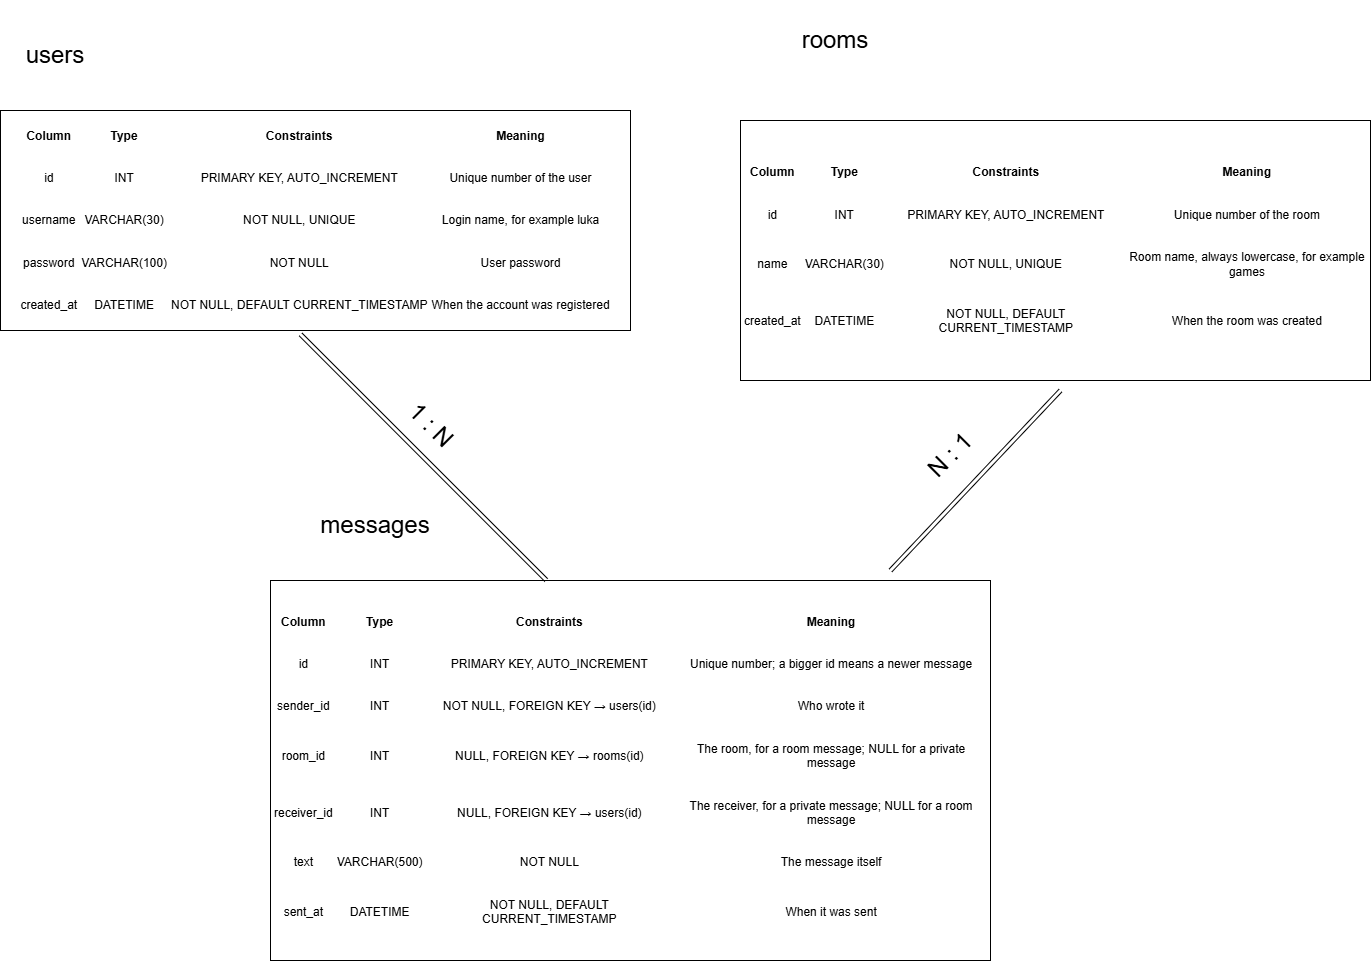 users
Column Type Constraints Meaning
id INT PRIMARY KEY, AUTO_INCREMENT Unique number of the user
username VARCHAR(30) NOT NULL, UNIQUE Login name, for example luka
password VARCHAR(100) NOT NULL User password
created_at DATETIME NOT NULL, DEFAULT CURRENT_TIMESTAMP When the account was registered
rooms
Column Type Constraints Meaning
id INT PRIMARY KEY, AUTO_INCREMENT Unique number of the room
name VARCHAR(30) NOT NULL, UNIQUE Room name, always lowercase, for example
games
created_at DATETIME NOT NULL, DEFAULT
CURRENT_TIMESTAMP When the room was created
1 : N
N : 1
messages
Column Type Constraints Meaning
id INT PRIMARY KEY, AUTO_INCREMENT Unique number; a bigger id means a newer message
sender_id INT NOT NULL, FOREIGN KEY → users(id) Who wrote it
room_id INT NULL, FOREIGN KEY → rooms(id) The room, for a room message; NULL for a private
message
receiver_id INT NULL, FOREIGN KEY → users(id) The receiver, for a private message; NULL for a room
message
text VARCHAR(500) NOT NULL The message itself
sent_at DATETIME NOT NULL, DEFAULT
CURRENT_TIMESTAMP When it was sent